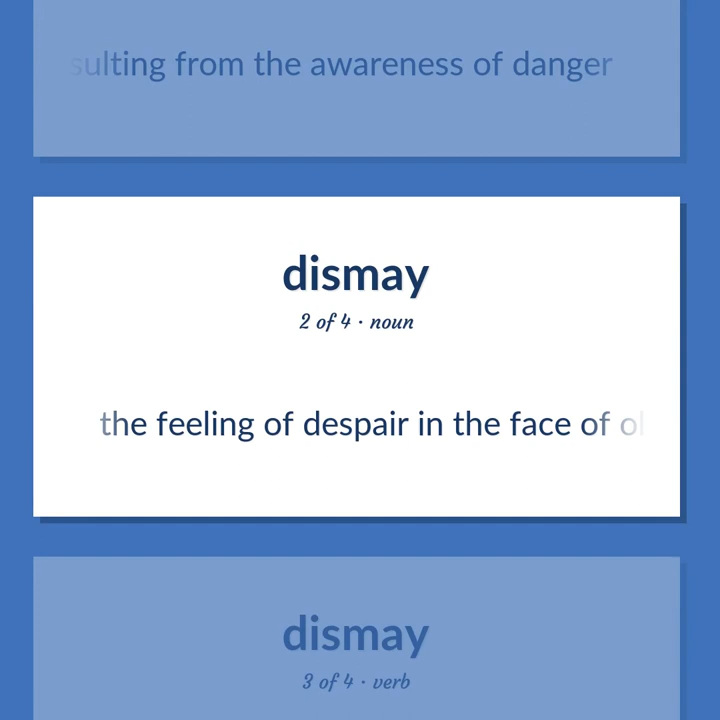 sulting from the awareness of danger
dismay
2 of 4 · noun
the feeling of despair in the face of
dismay
3 of 4 · verb